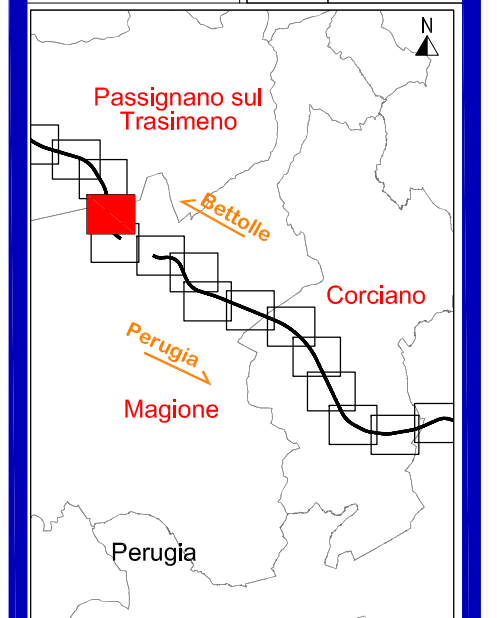 N
Passignano sul
Trasimeno
Bettolle
Corciano
Perugia
Magione
Perugia